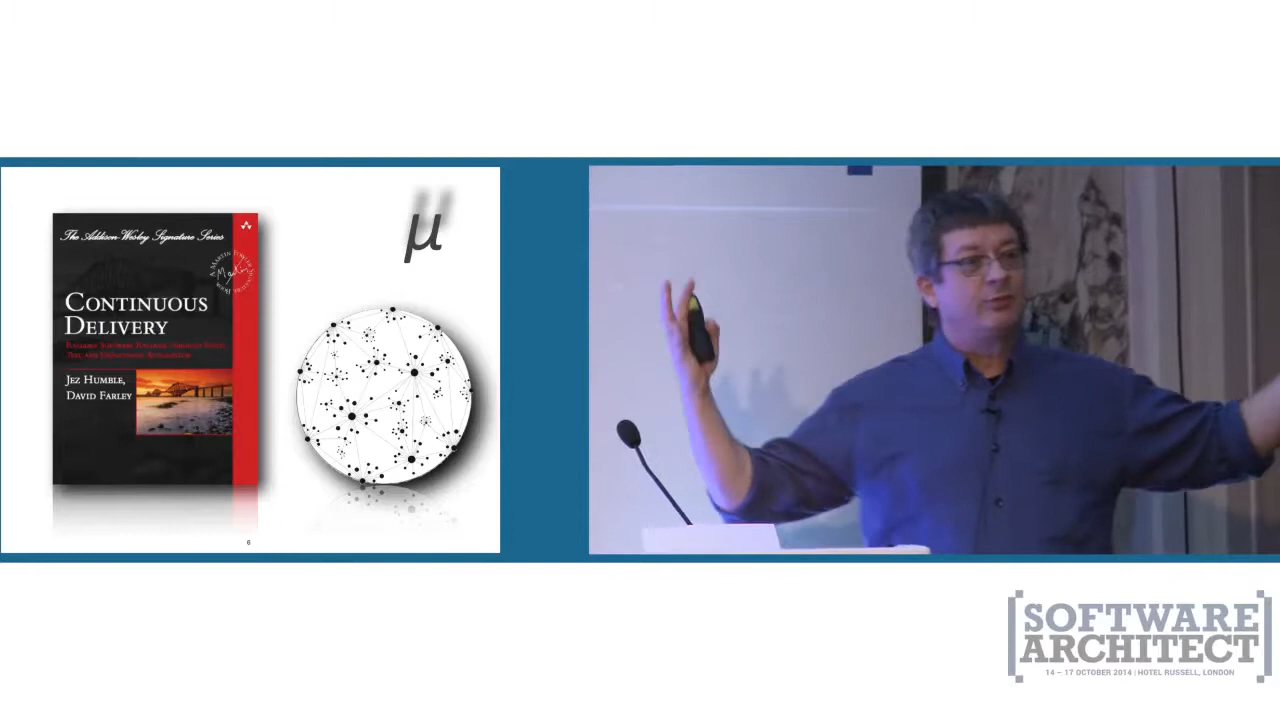 The Addison-Wesley Signature Series
μ
CONTINUOUS
DELIVERY
JEZ HUMBLE,
DAVID FARLEY
6
[SOFTWARE
ARCHITECT]
14 – 17 OCTOBER 2014 | HOTEL RUSSELL, LONDON